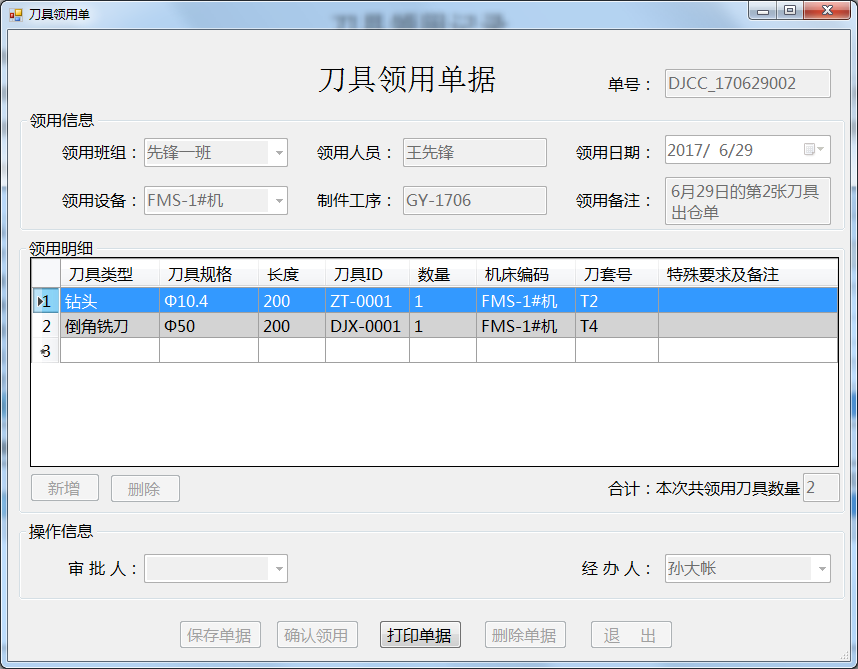 刀具领用单
刀具领用单据
单号： DJCC_170629002
领用信息
领用班组： 先锋一班 领用人员： 王先锋 领用日期： 2017/ 6/29
领用设备： FMS-1#机 制件工序： GY-1706 领用备注： 6月29日的第2张刀具
出仓单
领用明细
刀具类型 刀具规格 长度 刀具ID 数量 机床编码 刀套号 特殊要求及备注
1 钻头 Φ10.4 200 ZT-0001 1 FMS-1#机 T2
2 倒角铣刀 Φ50 200 DJX-0001 1 FMS-1#机 T4
3
新增 删除 合计：本次共领用刀具数量 2
操作信息
审 批 人： 经 办 人： 孙大帐
保存单据 确认领用 打印单据 删除单据 退 出